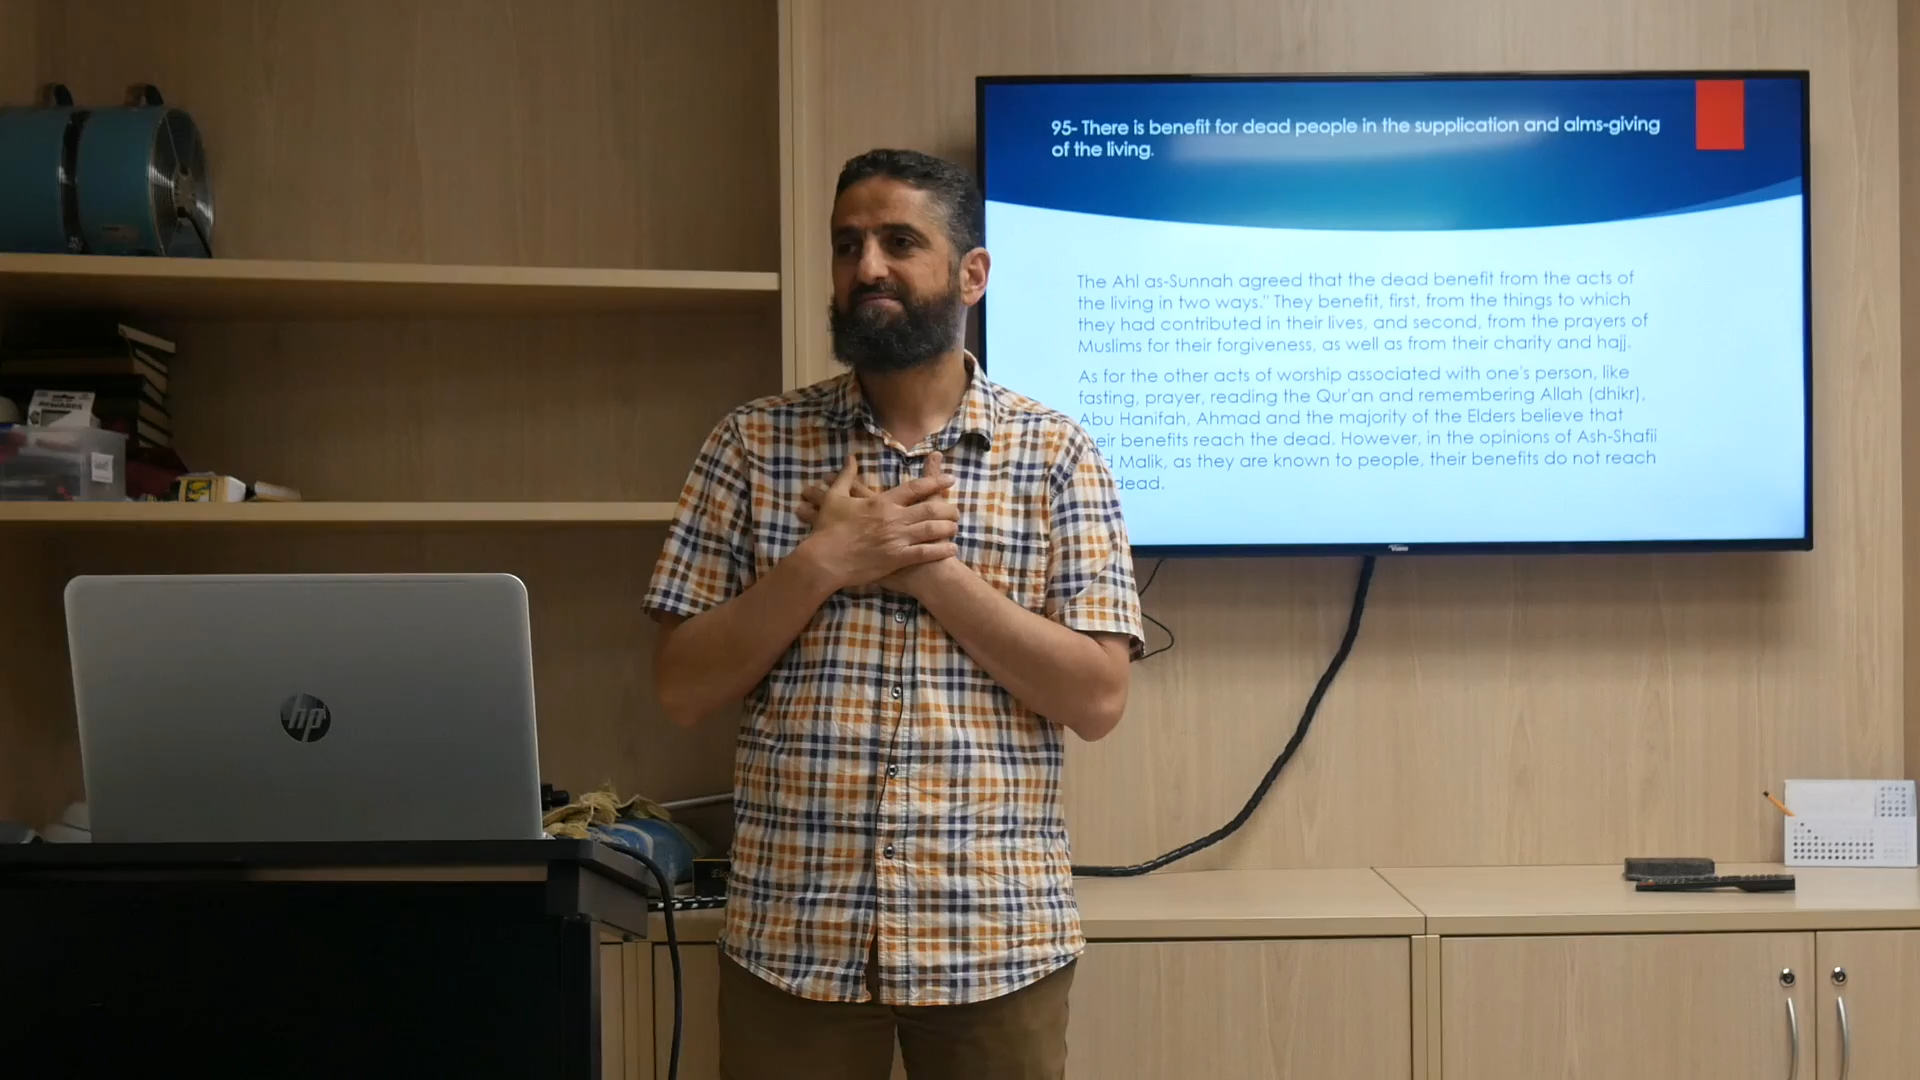 95- There is benefit for dead people in the supplication and alms-giving
of the living.
The Ahl as-Sunnah agreed that the dead benefit from the acts of
the living in two ways." They benefit, first, from the things to which
they had contributed in their lives, and second, from the prayers of
Muslims for their forgiveness, as well as from their charity and hajj.
As for the other acts of worship associated with one's person, like
fasting, prayer, reading the Qur'an and remembering Allah (dhikr),
Abu Hanifah, Ahmad and the majority of the Elders believe that
eir benefits reach the dead. However, in the opinions of Ash-Shafii
d Malik, as they are known to people, their benefits do not reach
dead.
hp